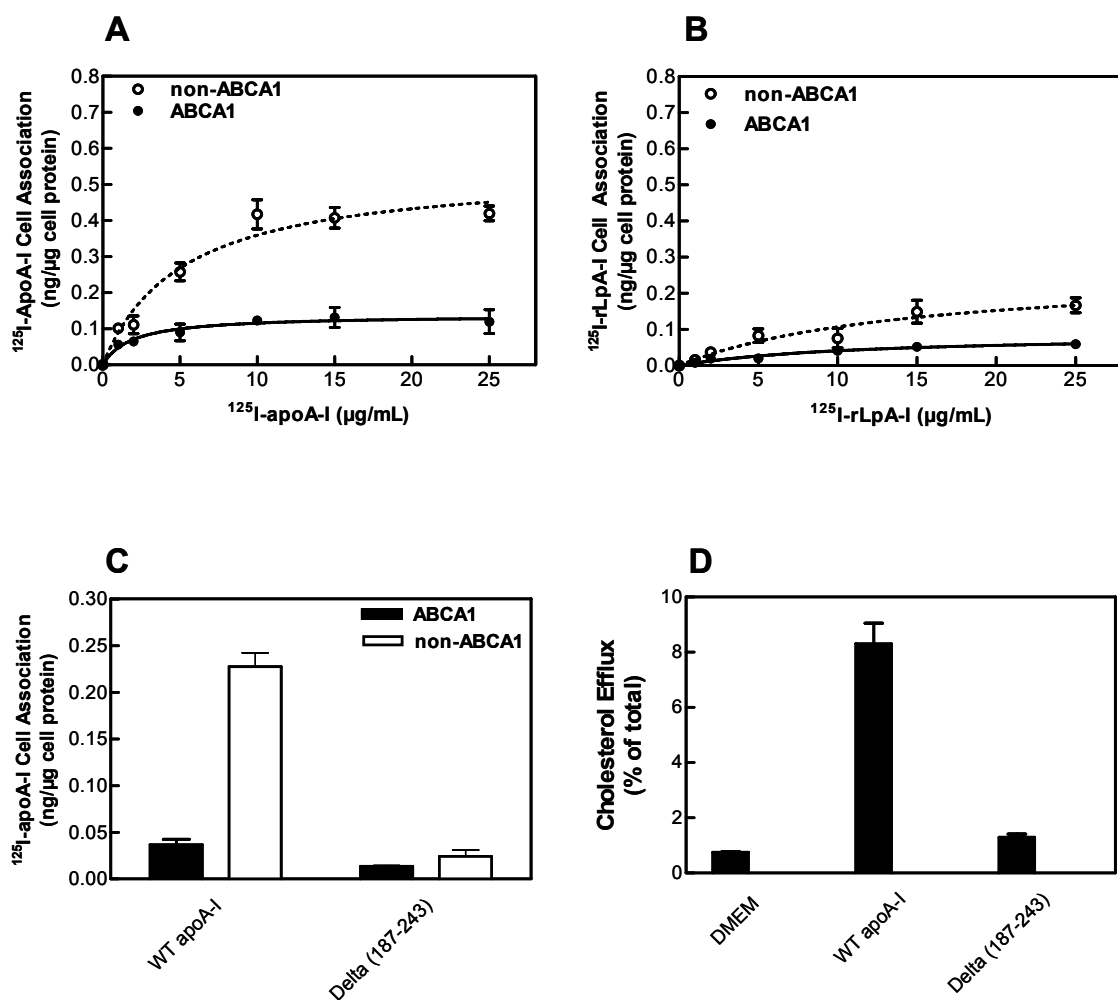 A
0.8
0.7
0.6
0.5
0.4
0.3
0.2
0.1
0.0
non-ABCA1
ABCA1
¹²⁵I-ApoA-I Cell Association
(ng/µg cell protein)
0 5 10 15 20 25
¹²⁵I-apoA-I (µg/mL)
B
0.8
0.7
0.6
0.5
0.4
0.3
0.2
0.1
0.0
non-ABCA1
ABCA1
¹²⁵I-rLpA-I Cell Association
(ng/µg cell protein)
0 5 10 15 20 25
¹²⁵I-rLpA-I (µg/mL)
C
0.30
0.25
0.20
0.15
0.10
0.05
0.00
ABCA1
non-ABCA1
¹²⁵I-apoA-I Cell Association
(ng/µg cell protein)
WT apoA-I
Delta (187-243)
D
10
8
6
4
2
0
Cholesterol Efflux
(% of total)
DMEM
WT apoA-I
Delta (187-243)